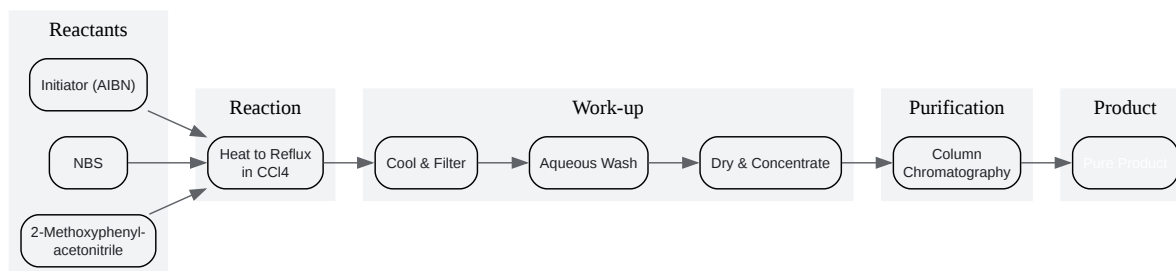 Reactants
Initiator (AIBN)
NBS
2-Methoxyphenyl-
acetonitrile
Reaction
Heat to Reflux
in CCl4
Work-up
Cool & Filter
Aqueous Wash
Dry & Concentrate
Purification
Column
Chromatography
Product
Pure Product